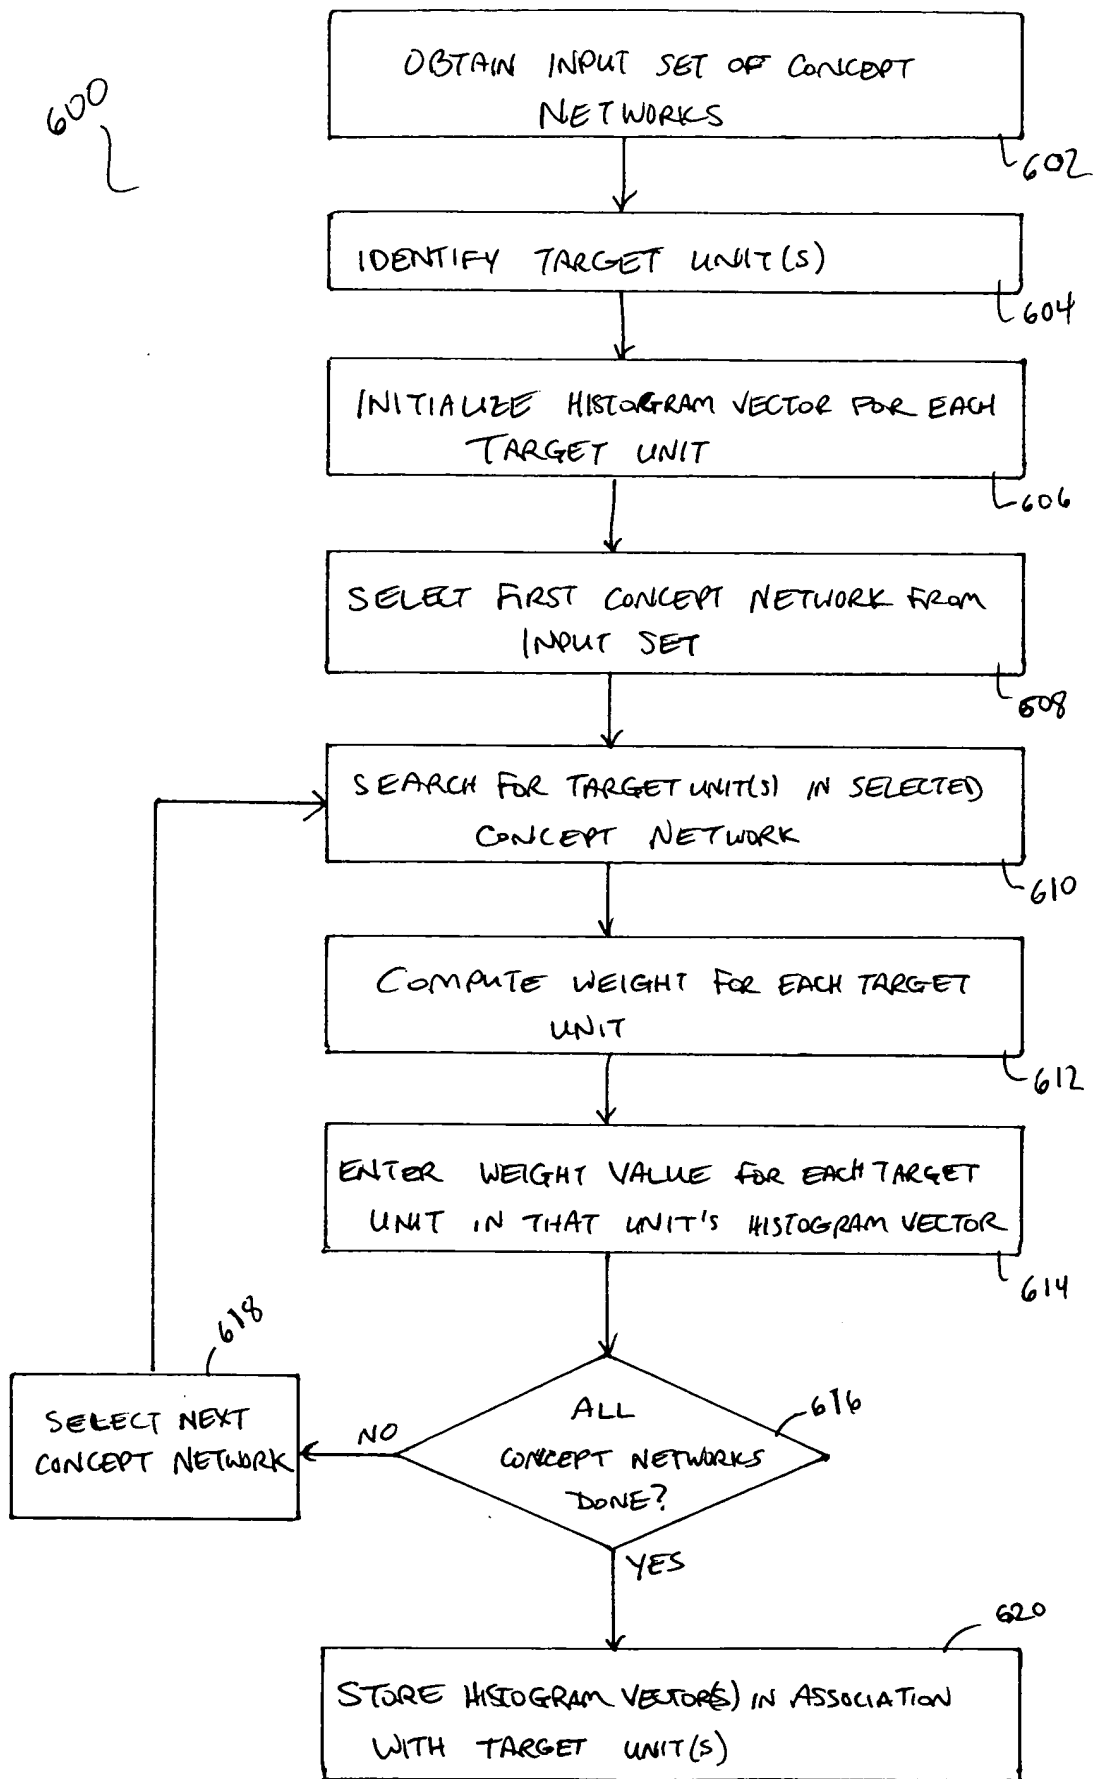 600
OBTAIN INPUT SET OF CONCEPT
NETWORKS
602
IDENTIFY TARGET UNIT(S)
604
INITIALIZE HISTOGRAM VECTOR FOR EACH
TARGET UNIT
606
SELECT FIRST CONCEPT NETWORK FROM
INPUT SET
608
SEARCH FOR TARGET UNIT(S) IN SELECTED
CONCEPT NETWORK
610
COMPUTE WEIGHT FOR EACH TARGET
UNIT
612
ENTER WEIGHT VALUE FOR EACH TARGET
UNIT IN THAT UNIT'S HISTOGRAM VECTOR
614
618
SELECT NEXT
CONCEPT NETWORK
NO
ALL
CONCEPT NETWORKS
DONE?
616
YES
620
STORE HISTOGRAM VECTOR(S) IN ASSOCIATION
WITH TARGET UNIT(S)